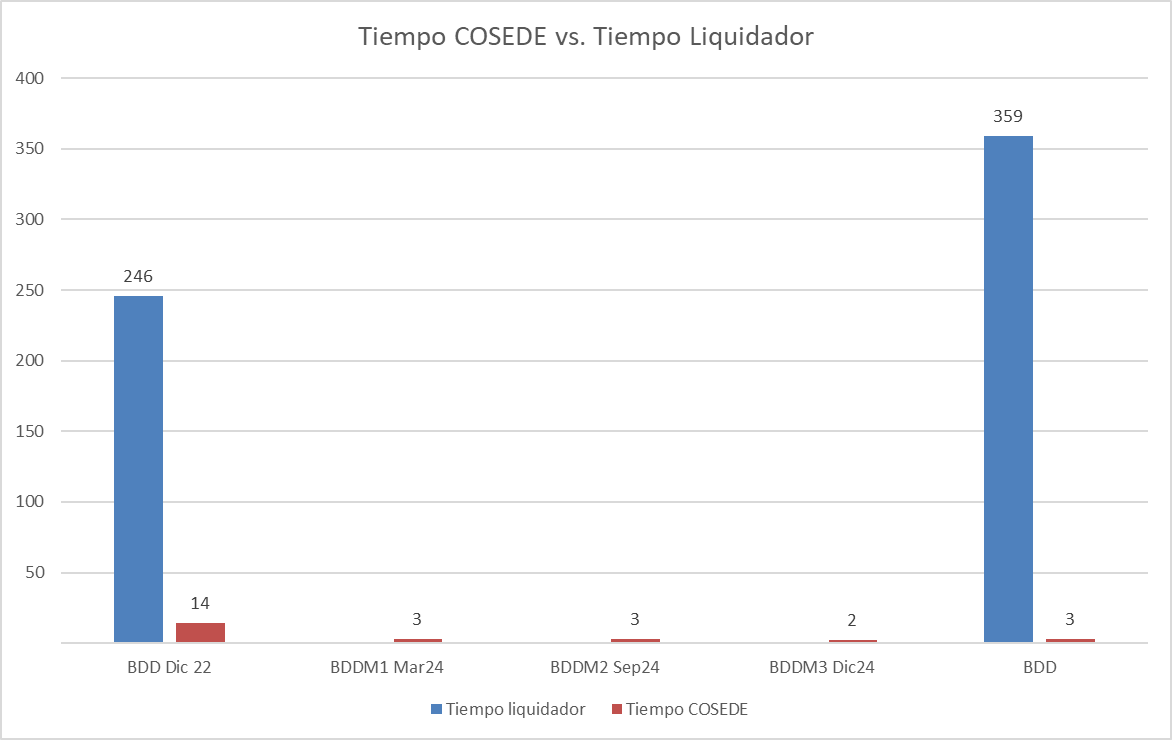 Tiempo COSEDE vs. Tiempo Liquidador
400
350
300
250
200
150
100
50
246
14
3
3
2
359
3
BDD Dic 22
BDDM1 Mar24
BDDM2 Sep24
BDDM3 Dic24
BDD
Tiempo liquidador
Tiempo COSEDE